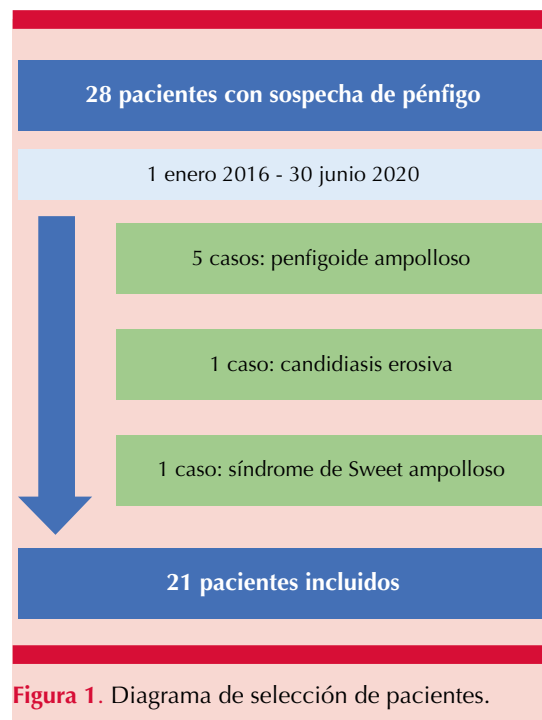 28 pacientes con sospecha de pénfigo
1 enero 2016 - 30 junio 2020
5 casos: penfigoide ampolloso
1 caso: candidiasis erosiva
1 caso: síndrome de Sweet ampolloso
21 pacientes incluidos
Figura 1. Diagrama de selección de pacientes.